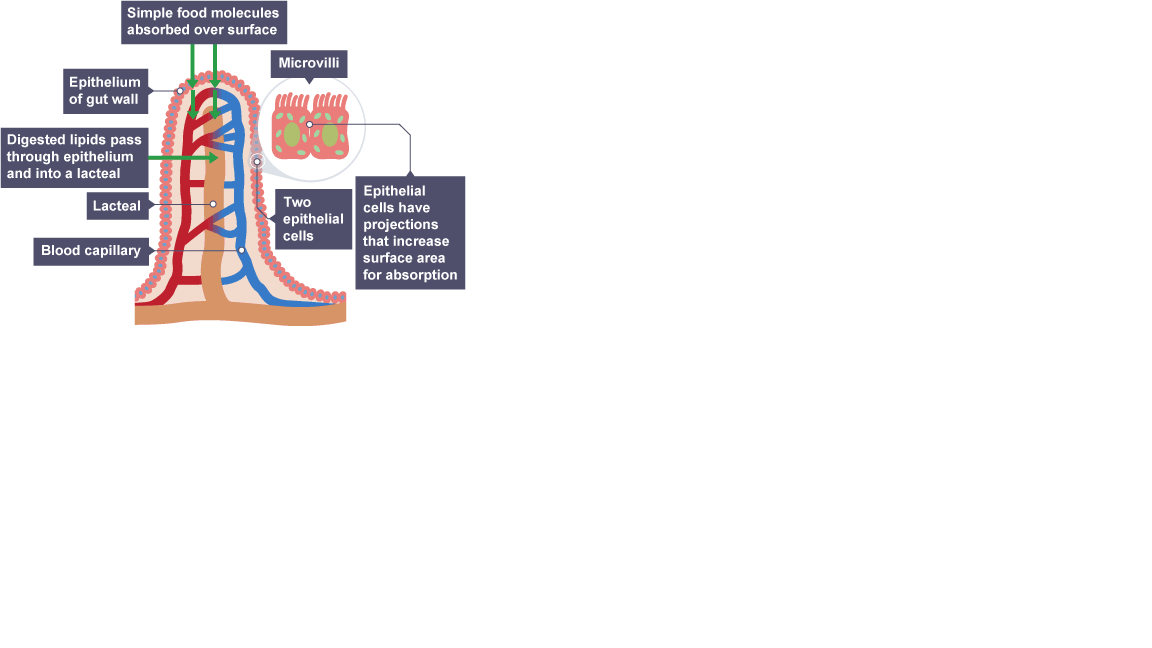 Simple food molecules
absorbed over surface
Microvilli
Epithelium
of gut wall
Digested lipids pass
through epithelium
and into a lacteal
Lacteal
Blood capillary
Two
epithelial
cells
Epithelial
cells have
projections
that increase
surface area
for absorption